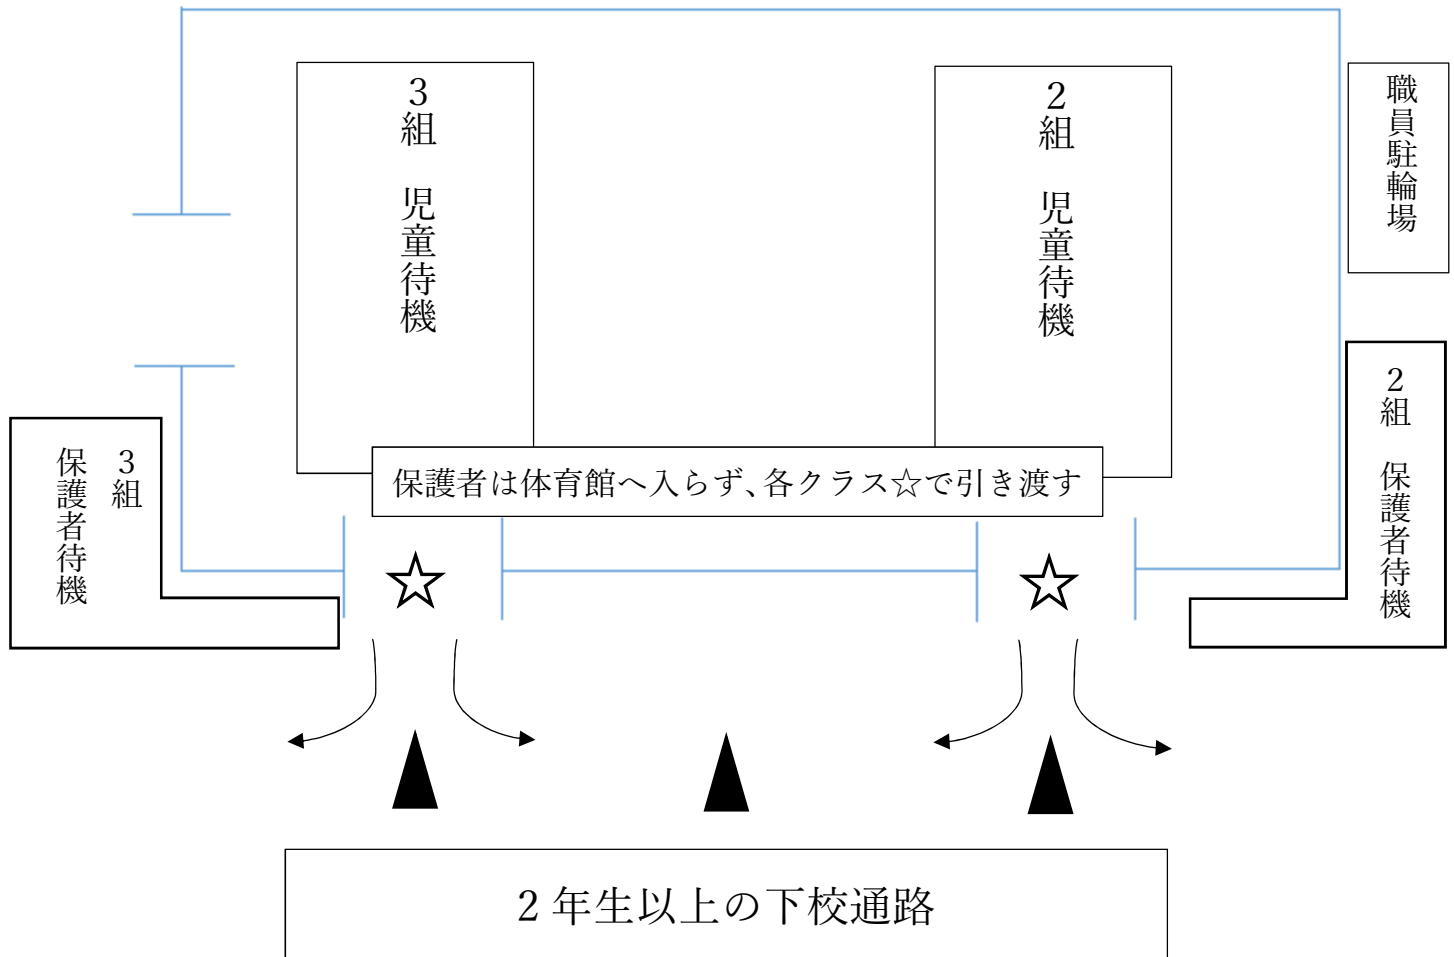 3組　児童待機
2組　児童待機
職員駐輪場
3組
保護者待機
2組　保護者待機
保護者は体育館へ入らず、各クラス☆で引き渡す
2年生以上の下校通路